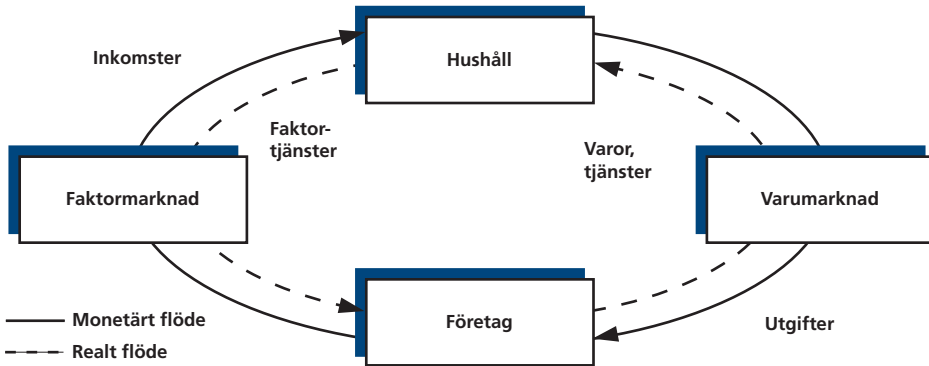 Inkomster
Hushåll
Faktor-
tjänster
Varor,
tjänster
Faktormarknad
Varumarknad
Företag
Utgifter
Monetärt flöde
Realt flöde